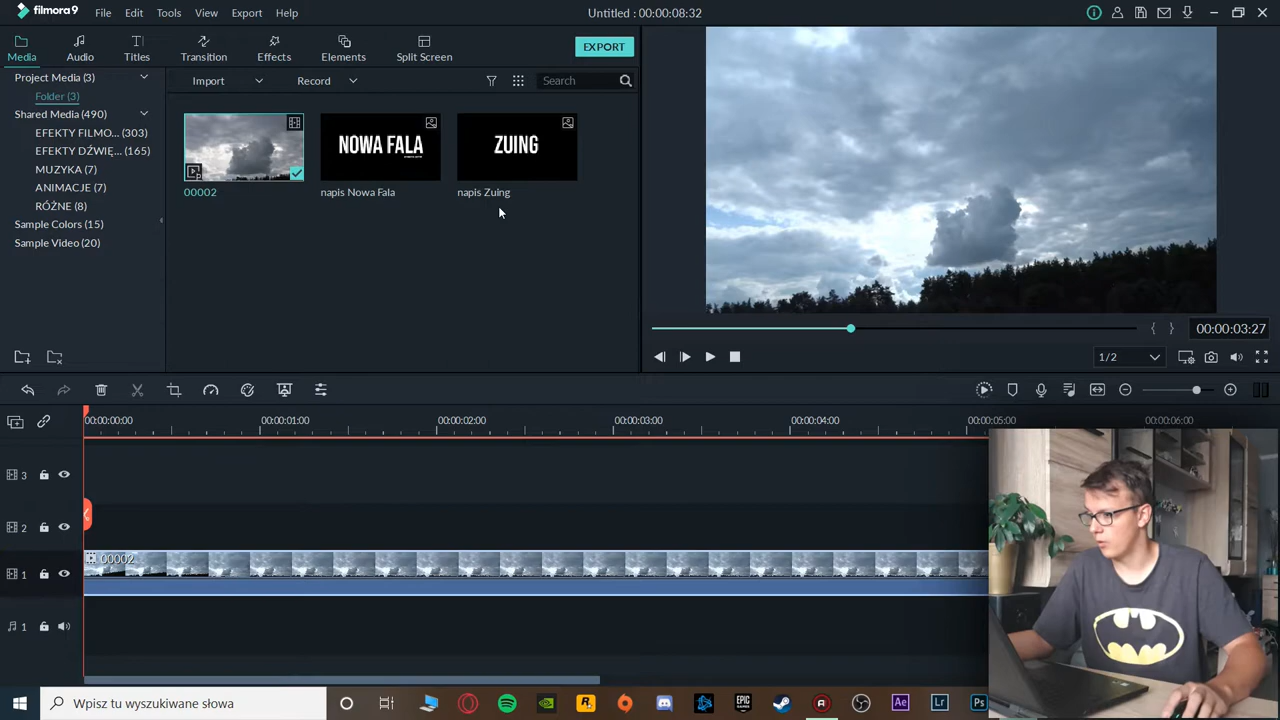 filmora9 File Edit Tools View Export Help Untitled : 00:00:08:32
Media Audio Titles Transition Effects Elements Split Screen EXPORT
Project Media (3)
Folder (3)
Shared Media (490)
EFEKTY FILMO... (303)
EFEKTY DŹWIĘ... (165)
MUZYKA (7)
ANIMACJE (7)
RÓŻNE (8)
Sample Colors (15)
Sample Video (20)
Import Record Search
NOWA FALA ZUING
00002 napis Nowa Fala napis Zuing
00:00:03:27
1/2
00:00:00:00 00:00:01:00 00:00:02:00 00:00:03:00 00:00:04:00 00:00:05:00 00:00:06:00
3
2
00002
1
1
Wpisz tu wyszukiwane słowa
R EPIC GAMES Ae Lr Ps